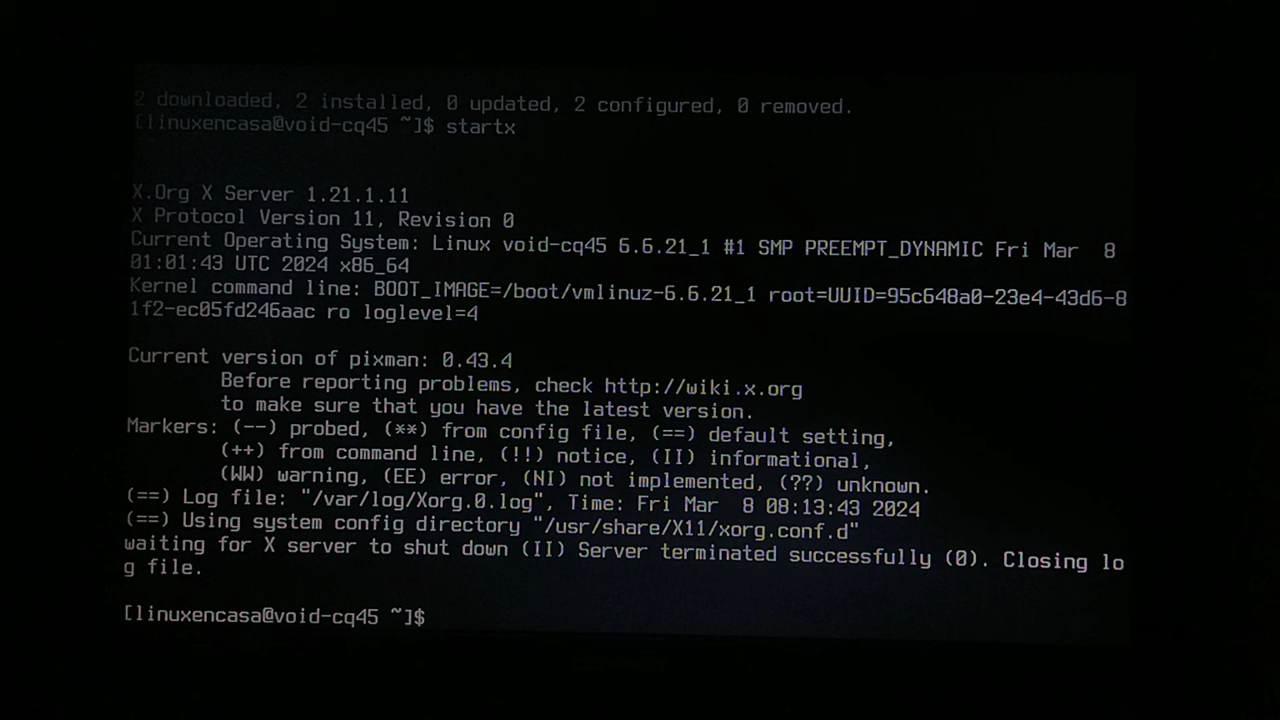 2 downloaded, 2 installed, 0 updated, 2 configured, 0 removed.
[linuxencasa@void-cq45 ~]$ startx
X.Org X Server 1.21.1.11
X Protocol Version 11, Revision 0
Current Operating System: Linux void-cq45 6.6.21_1 #1 SMP PREEMPT_DYNAMIC Fri Mar  8
01:01:43 UTC 2024 x86_64
Kernel command line: BOOT_IMAGE=/boot/vmlinuz-6.6.21_1 root=UUID=95c648a0-23e4-43d6-8
1f2-ec05fd246aac ro loglevel=4
Current version of pixman: 0.43.4
Before reporting problems, check http://wiki.x.org
to make sure that you have the latest version.
Markers: (--) probed, (**) from config file, (==) default setting,
(++) from command line, (!!) notice, (II) informational,
(WW) warning, (EE) error, (NI) not implemented, (??) unknown.
(==) Log file: "/var/log/Xorg.0.log", Time: Fri Mar  8 08:13:43 2024
(==) Using system config directory "/usr/share/X11/xorg.conf.d"
waiting for X server to shut down (II) Server terminated successfully (0). Closing lo
g file.
[linuxencasa@void-cq45 ~]$